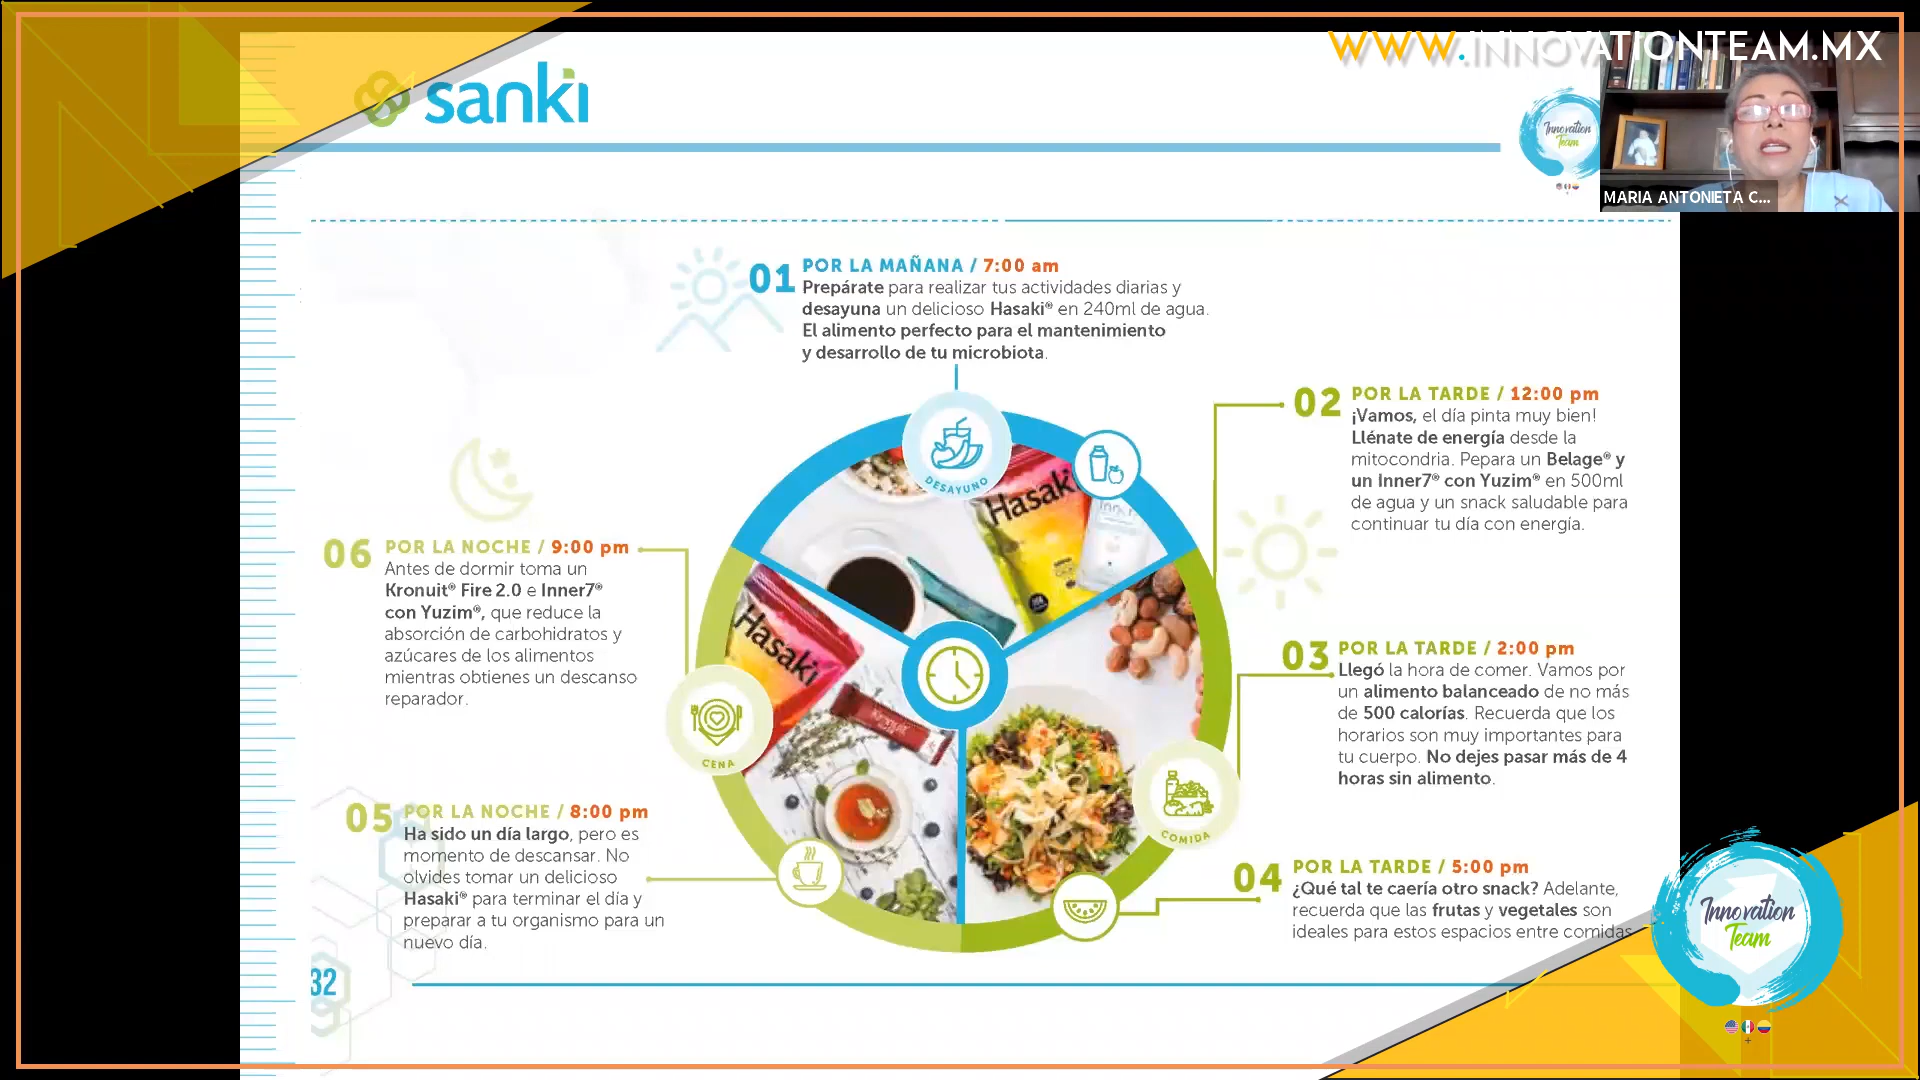 WWW.INNOVATIONTEAM.MX
sanki
Innovation
Team
MARIA ANTONIETA C...
01 POR LA MAÑANA / 7:00 am
Prepárate para realizar tus actividades diarias y
desayuna un delicioso Hasaki® en 240ml de agua.
El alimento perfecto para el mantenimiento
y desarrollo de tu microbiota.
02 POR LA TARDE / 12:00 pm
¡Vamos, el día pinta muy bien!
Llénate de energía desde la
mitocondria. Pepara un Belage® y
un Inner7® con Yuzim® en 500ml
de agua y un snack saludable para
continuar tu día con energía.
DESAYUNO
Hasaki
06 POR LA NOCHE / 9:00 pm
Antes de dormir toma un
Kronuit® Fire 2.0 e Inner7®
con Yuzim®, que reduce la
absorción de carbohidratos y
azúcares de los alimentos
mientras obtienes un descanso
reparador.
Hasaki
03 POR LA TARDE / 2:00 pm
Llegó la hora de comer. Vamos por
un alimento balanceado de no más
de 500 calorías. Recuerda que los
horarios son muy importantes para
tu cuerpo. No dejes pasar más de 4
horas sin alimento.
CENA
COMIDA
05 POR LA NOCHE / 8:00 pm
Ha sido un día largo, pero es
momento de descansar. No
olvides tomar un delicioso
Hasaki® para terminar el día y
preparar a tu organismo para un
nuevo día.
04 POR LA TARDE / 5:00 pm
¿Qué tal te caería otro snack? Adelante,
recuerda que las frutas y vegetales son
ideales para estos espacios entre comidas
Innovation
Team
+
32